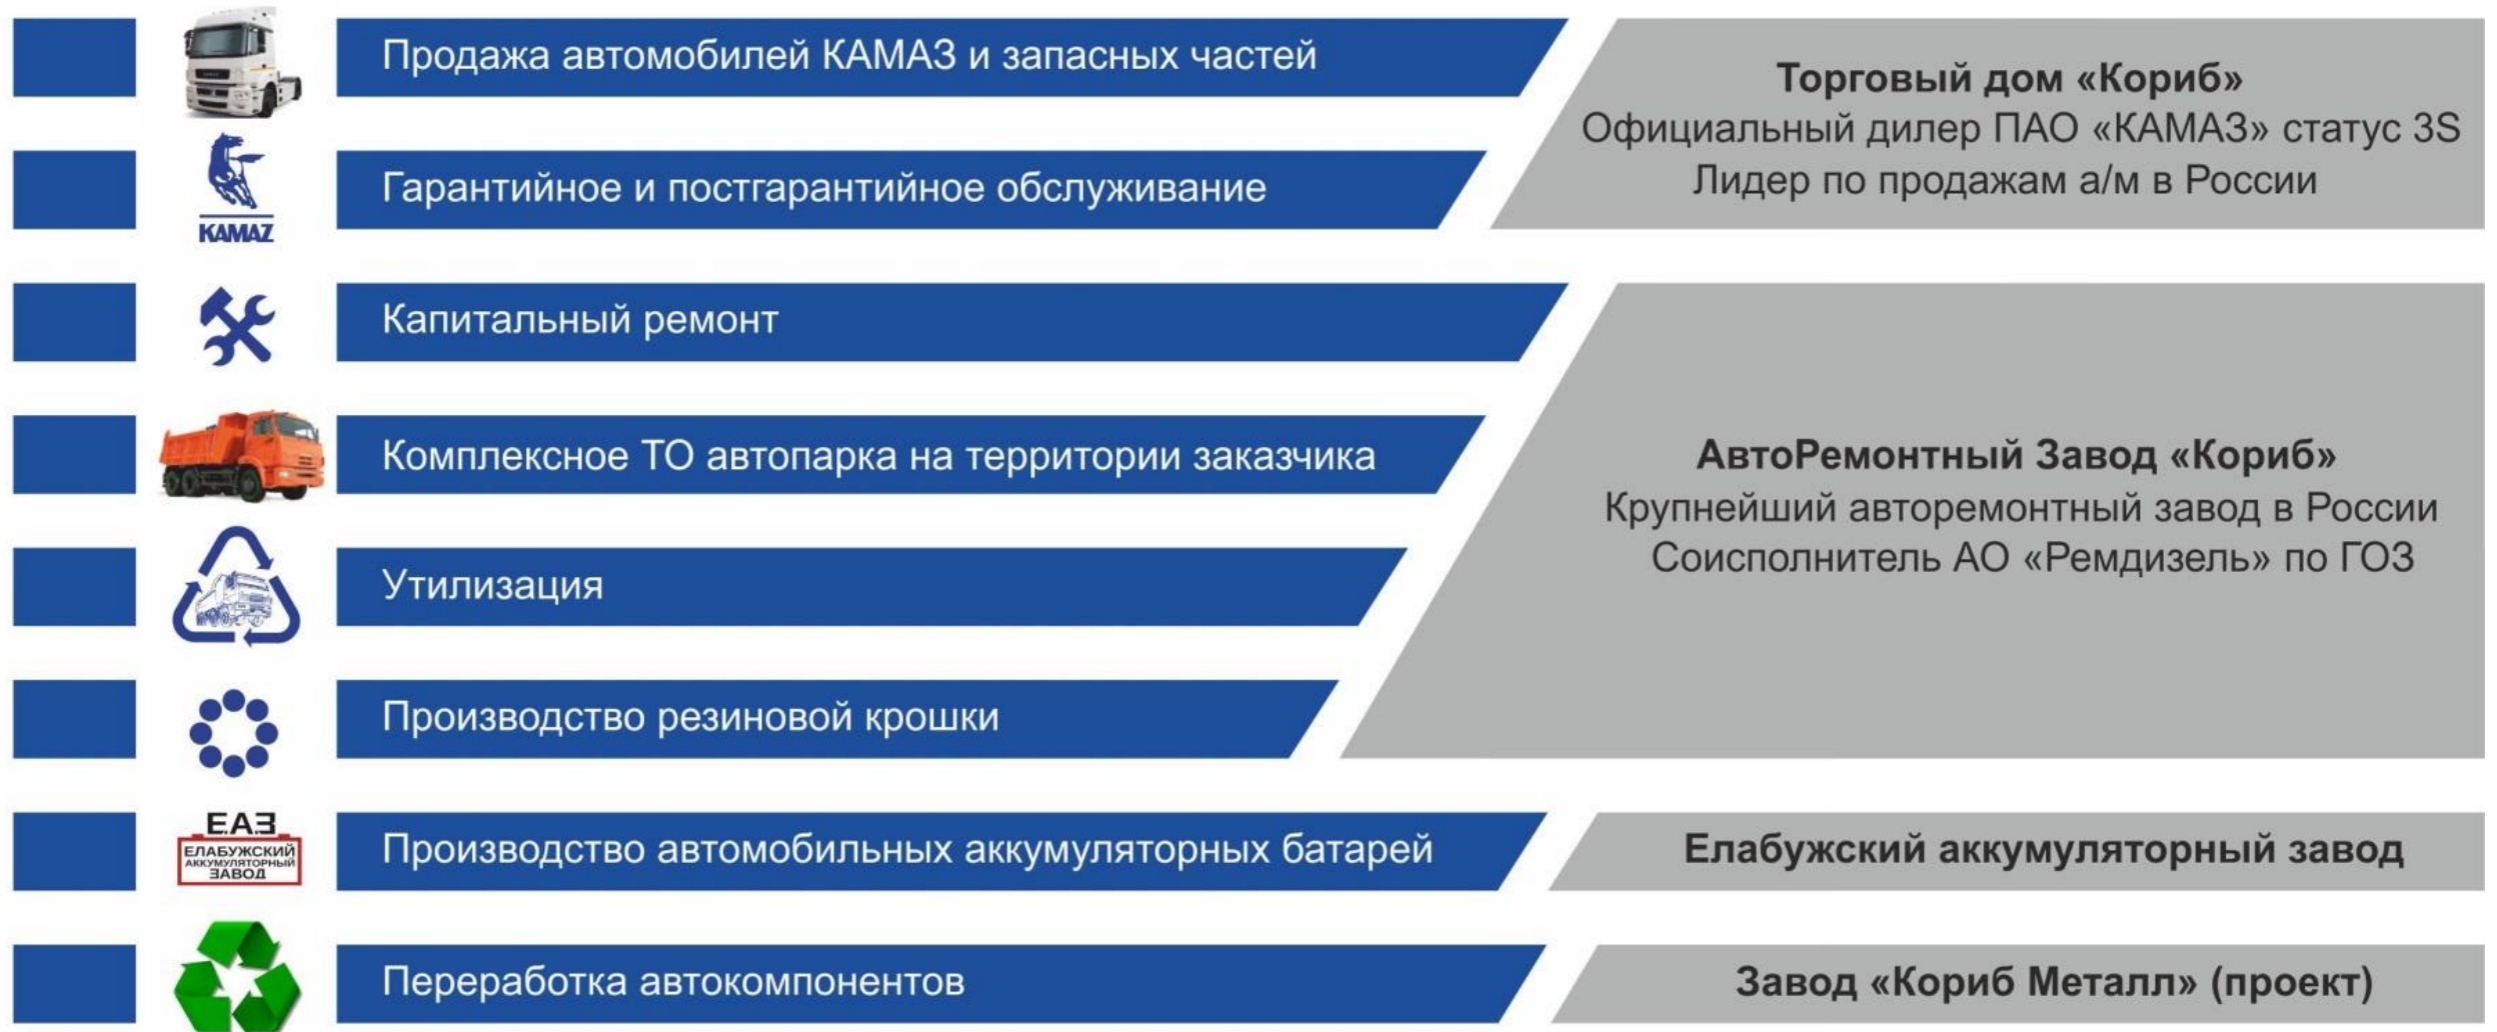 Продажа автомобилей КАМАЗ и запасных частей
Торговый дом «Кориб»
Официальный дилер ПАО «КАМАЗ» статус 3S
Лидер по продажам а/м в России
KAMAZ
Гарантийное и постгарантийное обслуживание
Капитальный ремонт
Комплексное ТО автопарка на территории заказчика
Утилизация
Производство резиновой крошки
АвтоРемонтный Завод «Кориб»
Крупнейший авторемонтный завод в России
Соисполнитель АО «Ремдизель» по ГОЗ
Е.А.З
ЕЛАБУЖСКИЙ
АККУМУЛЯТОРНЫЙ
ЗАВОД
Производство автомобильных аккумуляторных батарей
Елабужский аккумуляторный завод
Переработка автокомпонентов
Завод «Кориб Металл» (проект)